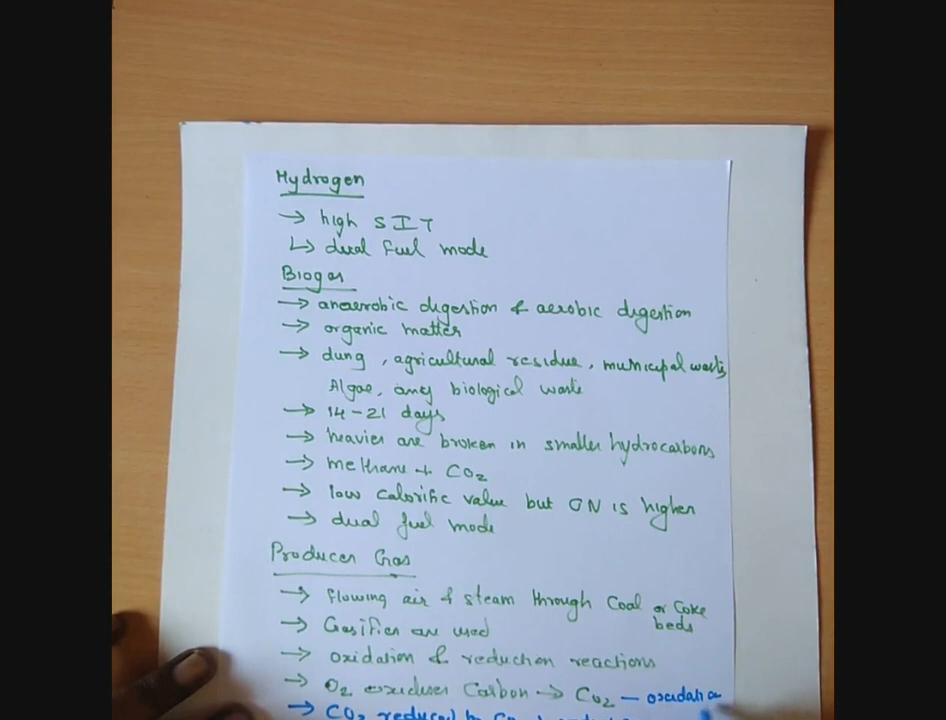 Hydrogen
→ high SIT
↳ dual fuel mode
Biogas
→ anaerobic digestion & aerobic digestion
→ organic matter
→ dung, agricultural residue, municipal waste,
Algae, any biological waste
→ 14-21 days
→ heavier are broken in smaller hydrocarbons
→ methane + CO2
→ low calorific value but ON is higher
→ dual fuel mode
Producer Gas
→ flowing air & steam through coal or coke
beds
→ Gasifier are used
→ oxidation & reduction reactions
→ O2 oxidises Carbon → CO2 — oxidation
→ CO2 reduced to